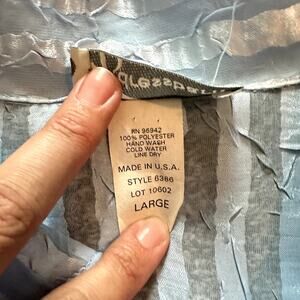 RN 96942
100% POLYESTER
HAND WASH
COLD WATER
LINE DRY
MADE IN U.S.A.
STYLE 6366
LOT 10602
LARGE